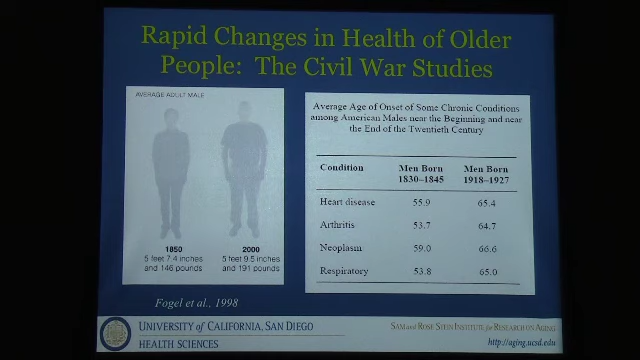 Rapid Changes in Health of Older
People: The Civil War Studies
AVERAGE ADULT MALE
1850
5 feet 7.4 inches
and 146 pounds
2000
5 feet 9.5 inches
and 191 pounds
Average Age of Onset of Some Chronic Conditions
among American Males near the Beginning and near
the End of the Twentieth Century
Condition Men Born 1830–1845 Men Born 1918–1927
Heart disease 55.9 65.4
Arthritis 53.7 64.7
Neoplasm 59.0 66.6
Respiratory 53.8 65.0
Fogel et al., 1998
UNIVERSITY of CALIFORNIA, SAN DIEGO
HEALTH SCIENCES
SAM and ROSE STEIN INSTITUTE for RESEARCH IN AGING
http://aging.ucsd.edu